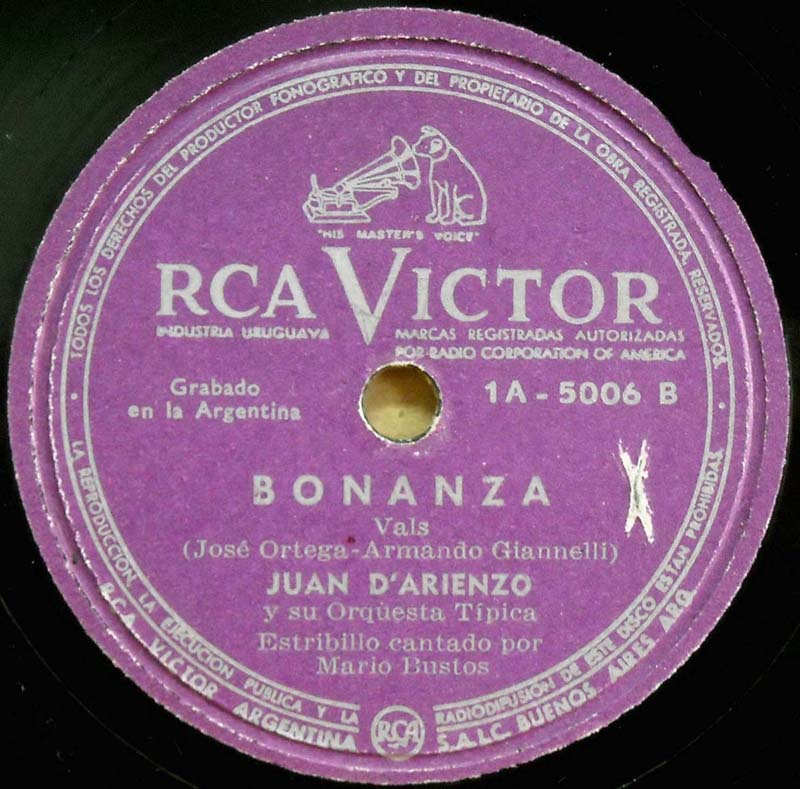 TODOS LOS DERECHOS DEL PRODUCTOR FONOGRAFICO Y DEL PROPIETARIO DE LA OBRA REGISTRADA, RESERVADOS
"HIS MASTER'S VOICE"
RCA VICTOR
INDUSTRIA URUGUAYA
MARCAS REGISTRADAS AUTORIZADAS
POR RADIO CORPORATION OF AMERICA
Grabado
en la Argentina
1A - 5006 B
BONANZA
Vals
(José Ortega-Armando Giannelli)
JUAN D'ARIENZO
y su Orqüesta Típica
Estribillo cantado por
Mario Bustos
REPRODUCCION, LA EJECUCION PUBLICA Y LA RADIODIFUSION DE ESTE DISCO ESTAN PROHIBIDAS
R.C.A. VICTOR ARGENTINA S.A.I.C. BUENOS AIRES ARG
RCA